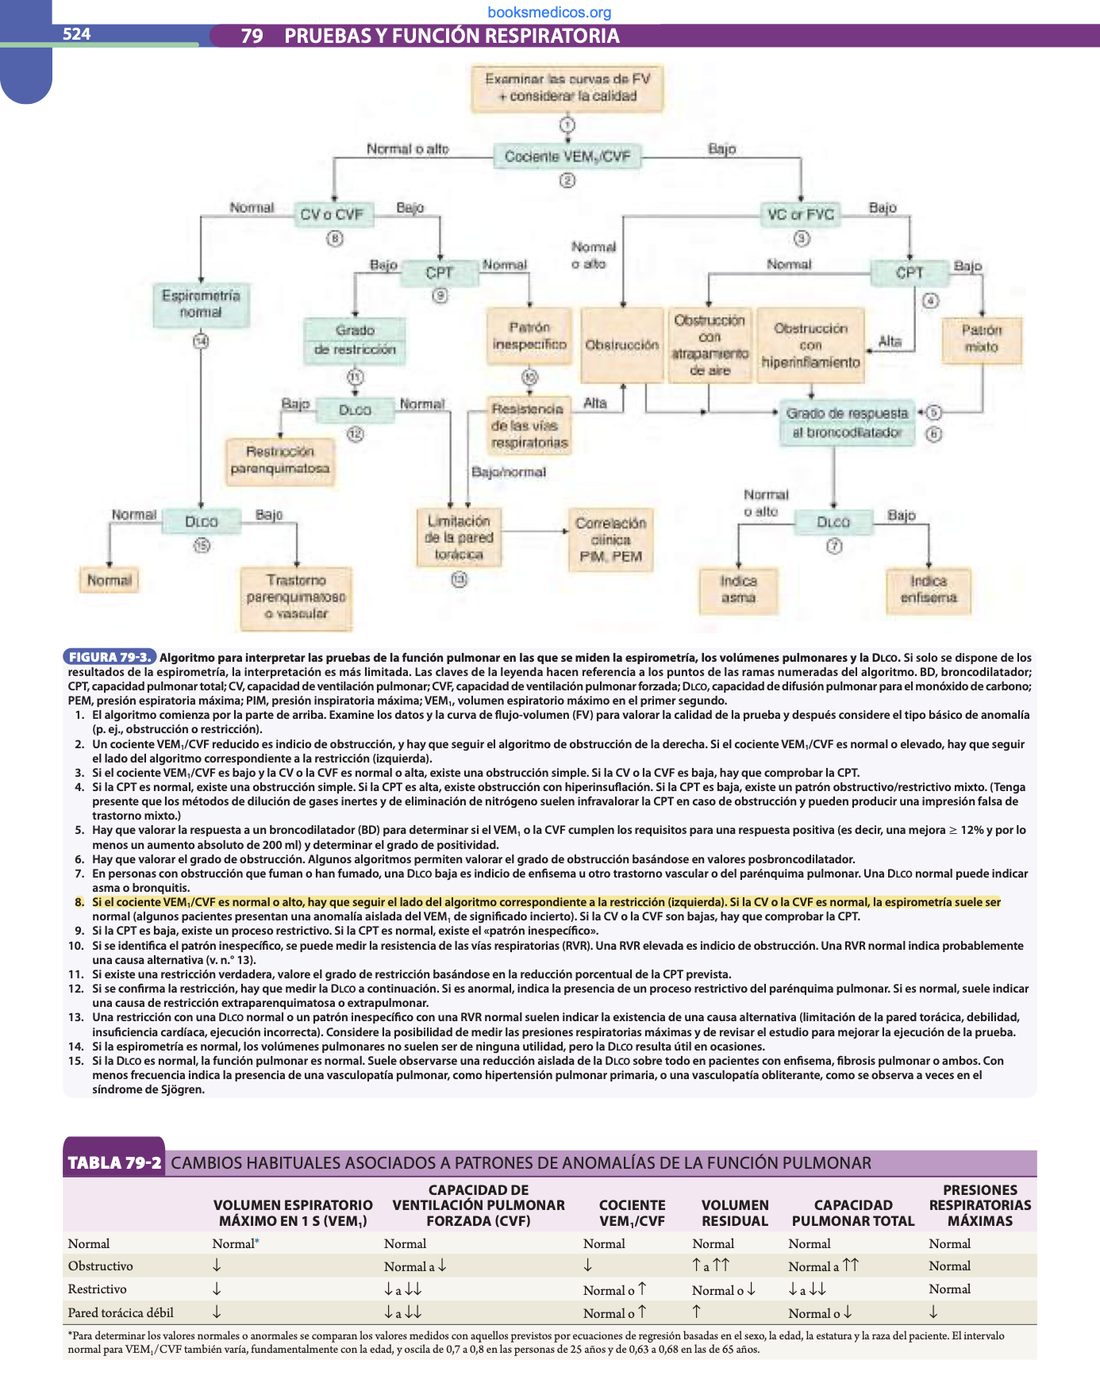 booksmedicos.org
524
79 PRUEBAS Y FUNCIÓN RESPIRATORIA
Examinar las curvas de FV
+ considerar la calidad
1
Normal o alto
Cociente VEM₁/CVF
Bajo
2
Normal
CV o CVF
Bajo
8
VC or FVC
Bajo
3
Normal
o alto
Bajo
CPT
Normal
9
Normal
CPT
Bajo
4
Espirometría
normal
14
Grado
de restricción
11
Patrón
inespecífico
10
Obstrucción
Obstrucción
con
atrapamiento
de aire
Obstrucción
con
hiperinflamiento
Alta
Patrón
mixto
Bajo
DLCO
Normal
12
Resistencia
de las vías
respiratorias
Alta
Grado de respuesta
al broncodilatador
5
6
Restricción
parenquimatosa
Bajo/normal
Normal
DLCO
Bajo
15
Limitación
de la pared
torácica
13
Correlación
clínica
PIM, PEM
Normal
o alto
DLCO
Bajo
7
Normal
Trastorno
parenquimatoso
o vascular
Indica
asma
Indica
enfisema
FIGURA 79-3. Algoritmo para interpretar las pruebas de la función pulmonar en las que se miden la espirometría, los volúmenes pulmonares y la DLCO. Si solo se dispone de los
resultados de la espirometría, la interpretación es más limitada. Las claves de la leyenda hacen referencia a los puntos de las ramas numeradas del algoritmo. BD, broncodilatador;
CPT, capacidad pulmonar total; CV, capacidad de ventilación pulmonar; CVF, capacidad de ventilación pulmonar forzada; DLCO, capacidad de difusión pulmonar para el monóxido de carbono;
PEM, presión espiratoria máxima; PIM, presión inspiratoria máxima; VEM₁, volumen espiratorio máximo en el primer segundo.
1. El algoritmo comienza por la parte de arriba. Examine los datos y la curva de flujo-volumen (FV) para valorar la calidad de la prueba y después considere el tipo básico de anomalía
(p. ej., obstrucción o restricción).
2. Un cociente VEM₁/CVF reducido es indicio de obstrucción, y hay que seguir el algoritmo de obstrucción de la derecha. Si el cociente VEM₁/CVF es normal o elevado, hay que seguir
el lado del algoritmo correspondiente a la restricción (izquierda).
3. Si el cociente VEM₁/CVF es bajo y la CV o la CVF es normal o alta, existe una obstrucción simple. Si la CV o la CVF es baja, hay que comprobar la CPT.
4. Si la CPT es normal, existe una obstrucción simple. Si la CPT es alta, existe obstrucción con hiperinsuflación. Si la CPT es baja, existe un patrón obstructivo/restrictivo mixto. (Tenga
presente que los métodos de dilución de gases inertes y de eliminación de nitrógeno suelen infravalorar la CPT en caso de obstrucción y pueden producir una impresión falsa de
trastorno mixto.)
5. Hay que valorar la respuesta a un broncodilatador (BD) para determinar si el VEM₁ o la CVF cumplen los requisitos para una respuesta positiva (es decir, una mejora ≥ 12% y por lo
menos un aumento absoluto de 200 ml) y determinar el grado de positividad.
6. Hay que valorar el grado de obstrucción. Algunos algoritmos permiten valorar el grado de obstrucción basándose en valores posbroncodilatador.
7. En personas con obstrucción que fuman o han fumado, una DLCO baja es indicio de enfisema u otro trastorno vascular o del parénquima pulmonar. Una DLCO normal puede indicar
asma o bronquitis.
8. Si el cociente VEM₁/CVF es normal o alto, hay que seguir el lado del algoritmo correspondiente a la restricción (izquierda). Si la CV o la CVF es normal, la espirometría suele ser
normal (algunos pacientes presentan una anomalía aislada del VEM₁ de significado incierto). Si la CV o la CVF son bajas, hay que comprobar la CPT.
9. Si la CPT es baja, existe un proceso restrictivo. Si la CPT es normal, existe el «patrón inespecífico».
10. Si se identifica el patrón inespecífico, se puede medir la resistencia de las vías respiratorias (RVR). Una RVR elevada es indicio de obstrucción. Una RVR normal indica probablemente
una causa alternativa (v. n.° 13).
11. Si existe una restricción verdadera, valore el grado de restricción basándose en la reducción porcentual de la CPT prevista.
12. Si se confirma la restricción, hay que medir la DLCO a continuación. Si es anormal, indica la presencia de un proceso restrictivo del parénquima pulmonar. Si es normal, suele indicar
una causa de restricción extraparenquimatosa o extrapulmonar.
13. Una restricción con una DLCO normal o un patrón inespecífico con una RVR normal suelen indicar la existencia de una causa alternativa (limitación de la pared torácica, debilidad,
insuficiencia cardíaca, ejecución incorrecta). Considere la posibilidad de medir las presiones respiratorias máximas y de revisar el estudio para mejorar la ejecución de la prueba.
14. Si la espirometría es normal, los volúmenes pulmonares no suelen ser de ninguna utilidad, pero la DLCO resulta útil en ocasiones.
15. Si la DLCO es normal, la función pulmonar es normal. Suele observarse una reducción aislada de la DLCO sobre todo en pacientes con enfisema, fibrosis pulmonar o ambos. Con
menos frecuencia indica la presencia de una vasculopatía pulmonar, como hipertensión pulmonar primaria, o una vasculopatía obliterante, como se observa a veces en el
síndrome de Sjögren.
TABLA 79-2 CAMBIOS HABITUALES ASOCIADOS A PATRONES DE ANOMALÍAS DE LA FUNCIÓN PULMONAR
VOLUMEN ESPIRATORIO MÁXIMO EN 1 S (VEM₁) CAPACIDAD DE VENTILACIÓN PULMONAR FORZADA (CVF) COCIENTE VEM₁/CVF VOLUMEN RESIDUAL CAPACIDAD PULMONAR TOTAL PRESIONES RESPIRATORIAS MÁXIMAS
Normal Normal* Normal Normal Normal Normal Normal
Obstructivo ↓ Normal a ↓ ↓ ↑ a ↑↑ Normal a ↑↑ Normal
Restrictivo ↓ ↓ a ↓↓ Normal o ↑ Normal o ↓ ↓ a ↓↓ Normal
Pared torácica débil ↓ ↓ a ↓↓ Normal o ↑ ↑ Normal o ↓ ↓
*Para determinar los valores normales o anormales se comparan los valores medidos con aquellos previstos por ecuaciones de regresión basadas en el sexo, la edad, la estatura y la raza del paciente. El intervalo
normal para VEM₁/CVF también varía, fundamentalmente con la edad, y oscila de 0,7 a 0,8 en las personas de 25 años y de 0,63 a 0,68 en las de 65 años.